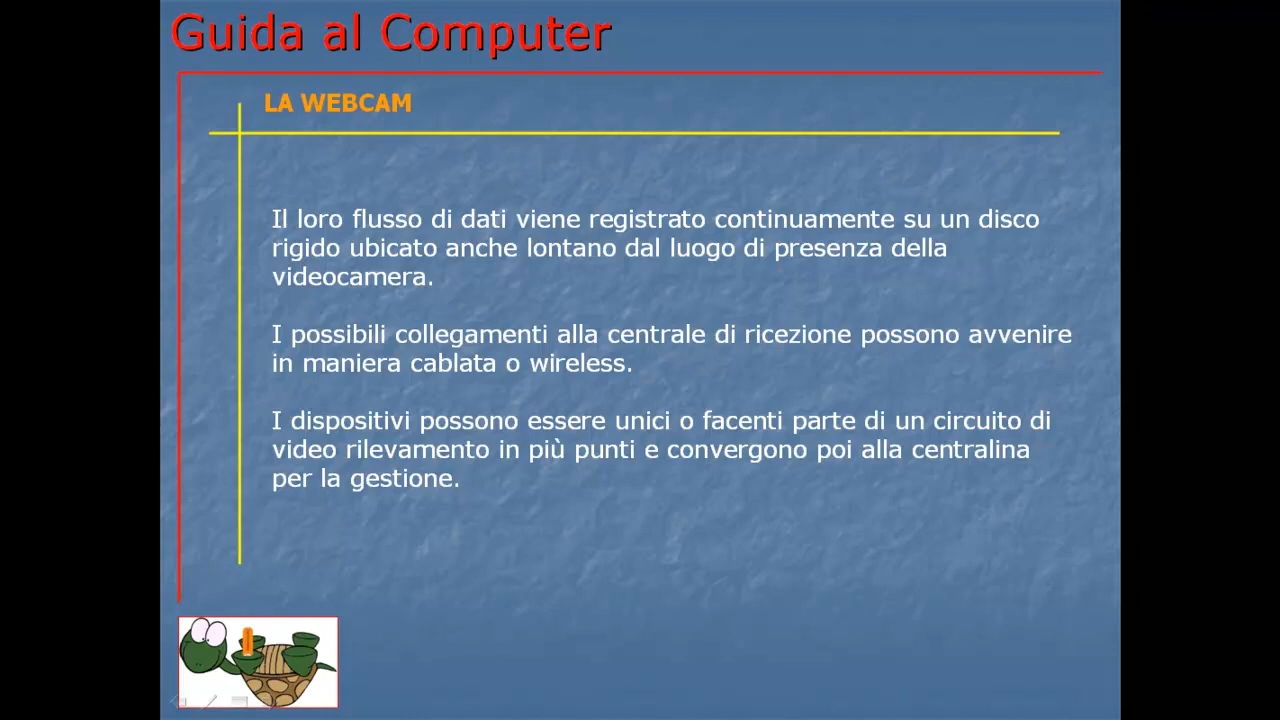 Guida al Computer
LA WEBCAM
Il loro flusso di dati viene registrato continuamente su un disco
rigido ubicato anche lontano dal luogo di presenza della
videocamera.
I possibili collegamenti alla centrale di ricezione possono avvenire
in maniera cablata o wireless.
I dispositivi possono essere unici o facenti parte di un circuito di
video rilevamento in più punti e convergono poi alla centralina
per la gestione.